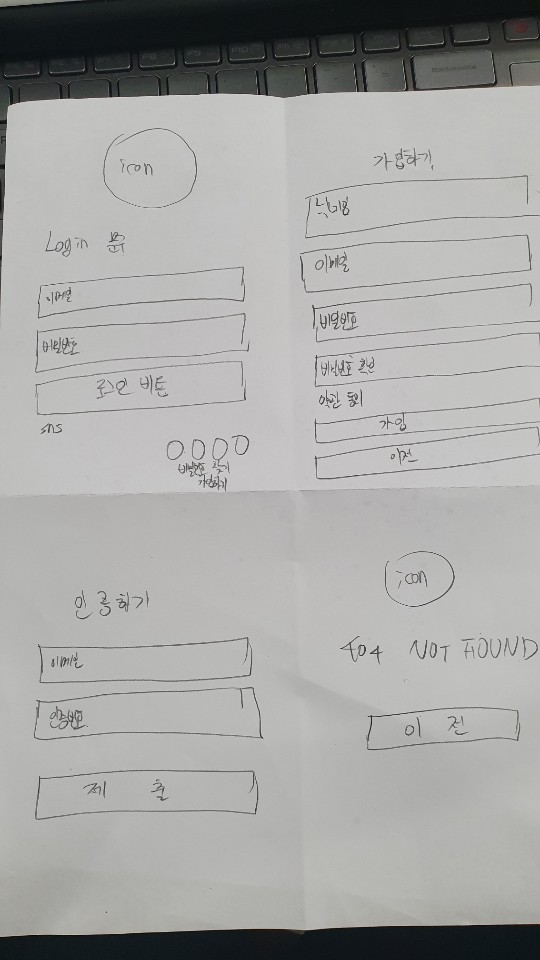 icon
Login 폼
이메일
비밀번호
로그인 버튼
sns
비밀번호 찾기
가입하기
가입하기
닉네임
이메일
비밀번호
비밀번호 확인
약관 동의
가입
이전
인증하기
이메일
인증번호
제 출
icon
404 NOT FOUND
이 전